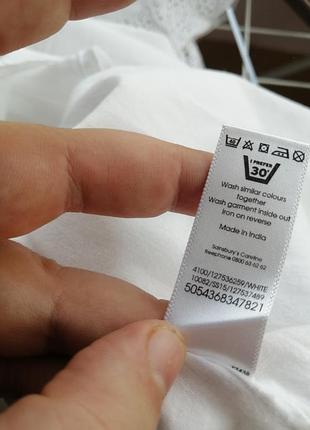 I PREFER
30°
Wash similar colours
together
Wash garment inside out
Iron on reverse
Made in India
Sainsbury's Careline
freephone 0800 63 62 62
4100/127536259/WHITE
10082/SS15/127537489
5054368347821